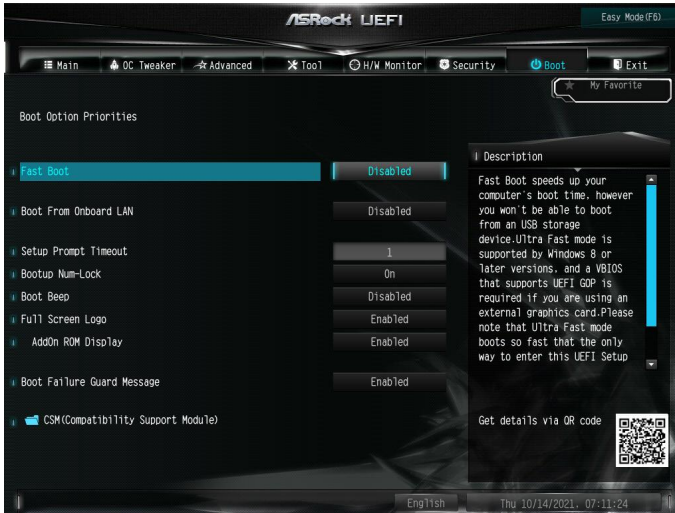 ASRock UEFI
Easy Mode(F6)
Main
OC Tweaker
Advanced
Tool
H/W Monitor
Security
Boot
Exit
My Favorite
Boot Option Priorities
Fast Boot Disabled
Boot From Onboard LAN Disabled
Setup Prompt Timeout 1
Bootup Num-Lock On
Boot Beep Disabled
Full Screen Logo Enabled
AddOn ROM Display Enabled
Boot Failure Guard Message Enabled
CSM(Compatibility Support Module)
Description
Fast Boot speeds up your
computer's boot time, however
you won't be able to boot
from an USB storage
device.Ultra Fast mode is
supported by Windows 8 or
later versions, and a VBIOS
that supports UEFI GOP is
required if you are using an
external graphics card.Please
note that Ultra Fast mode
boots so fast that the only
way to enter this UEFI Setup
Get details via QR code
English
Thu 10/14/2021, 07:11:24